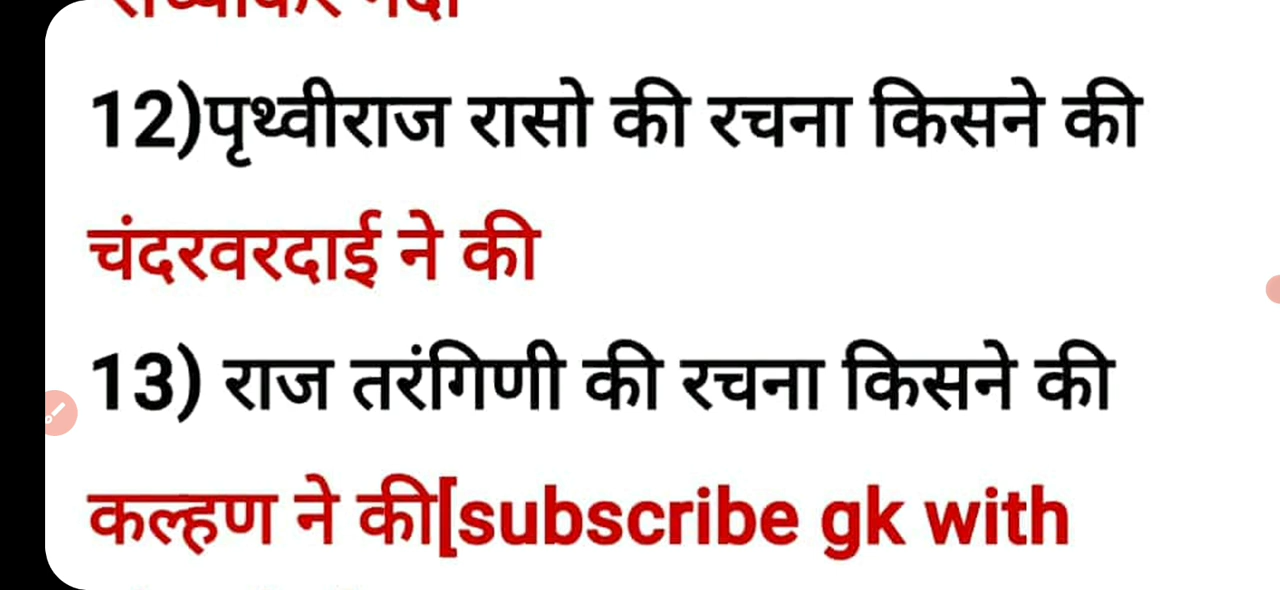 12)पृथ्वीराज रासो की रचना किसने की
चंदरवरदाई ने की
13) राज तरंगिणी की रचना किसने की
कल्हण ने की[subscribe gk with